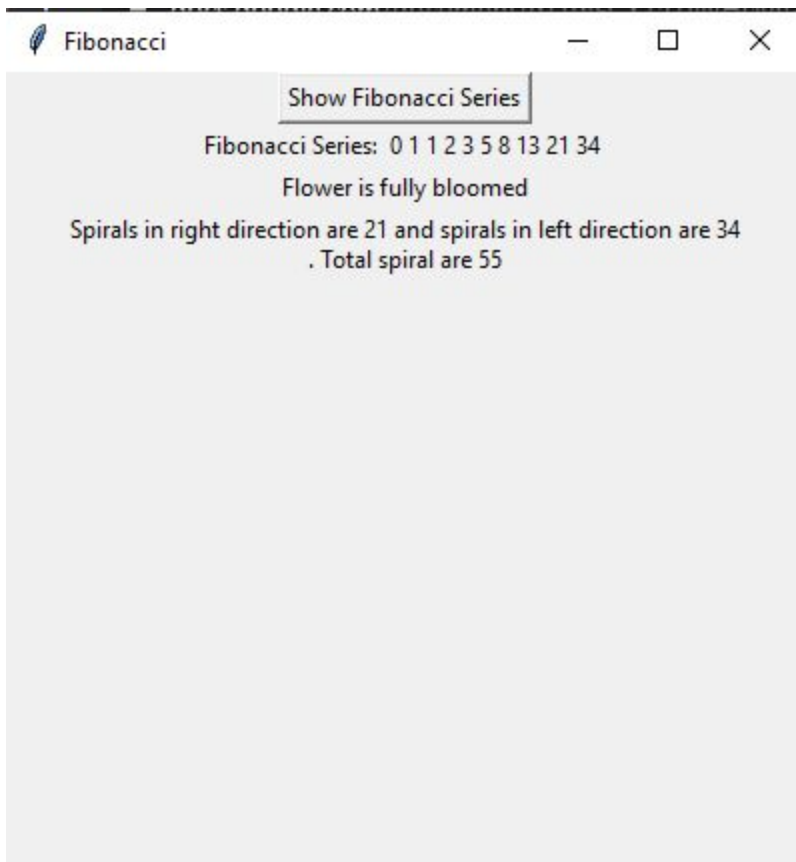 Fibonacci
Show Fibonacci Series
Fibonacci Series:  0 1 1 2 3 5 8 13 21 34
Flower is fully bloomed
Spirals in right direction are 21 and spirals in left direction are 34
. Total spiral are 55